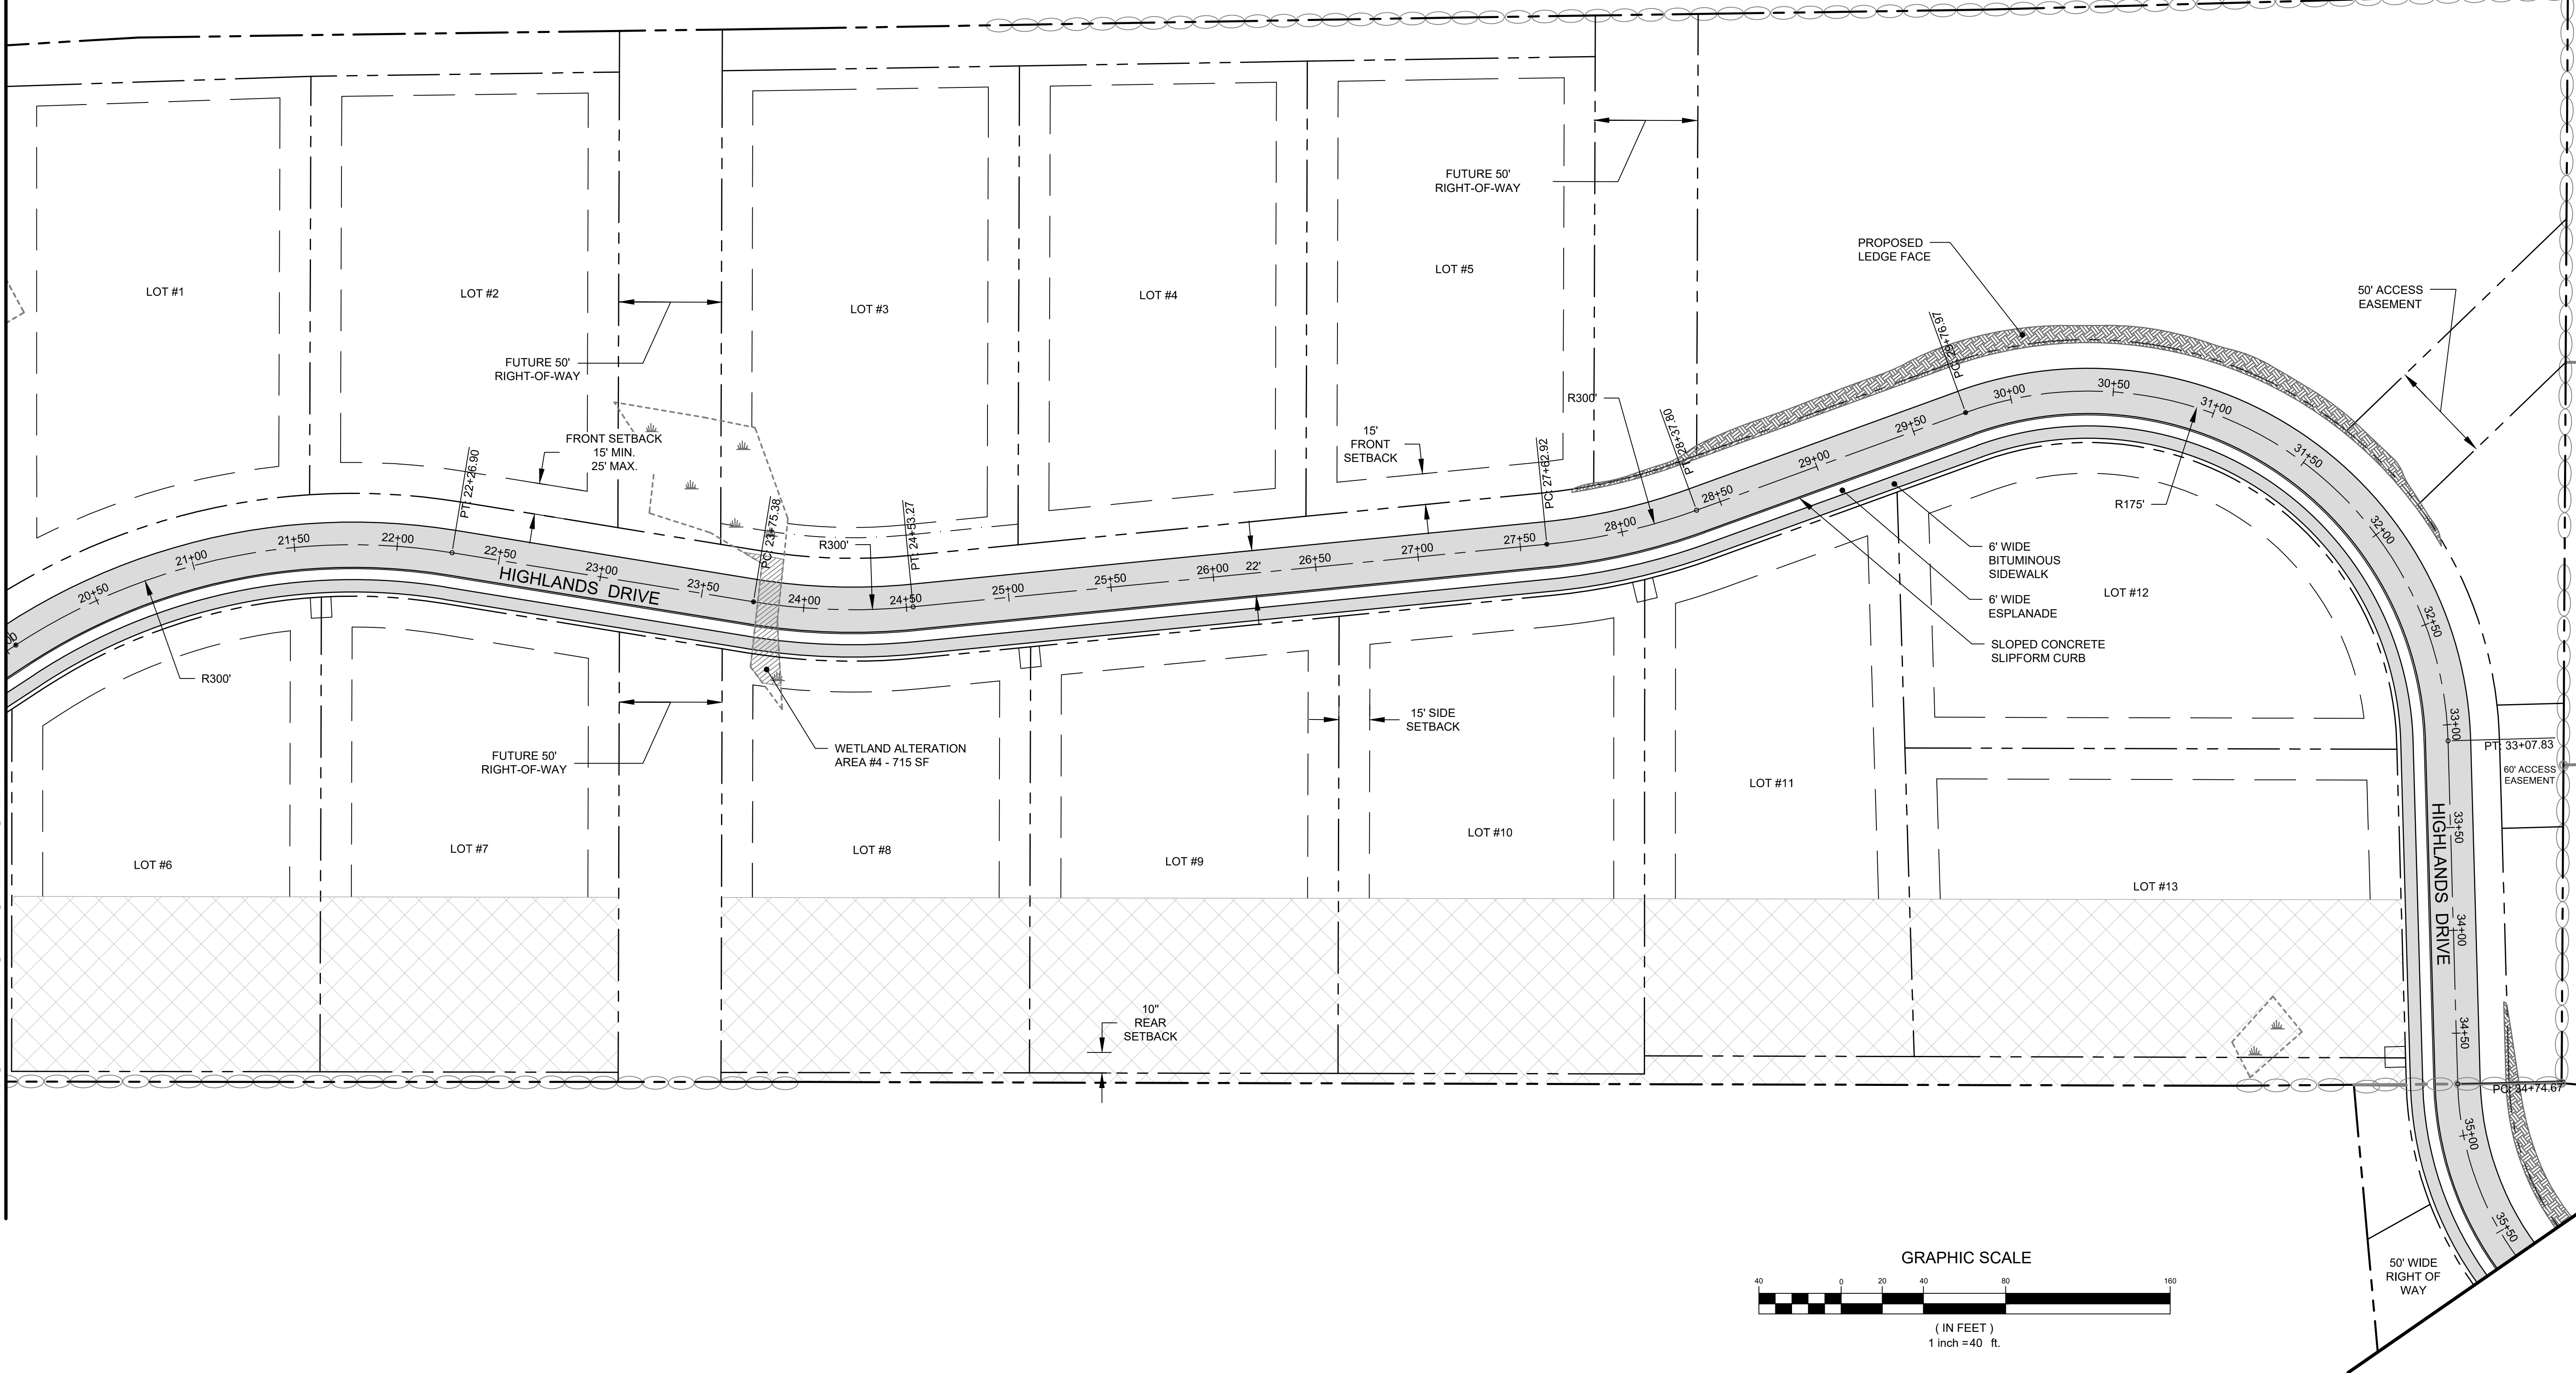 LOT #1
LOT #2
LOT #3
LOT #4
LOT #5
FUTURE 50'
RIGHT-OF-WAY
FUTURE 50'
RIGHT-OF-WAY
PROPOSED
LEDGE FACE
50' ACCESS
EASEMENT
FRONT SETBACK
15' MIN.
25' MAX.
15'
FRONT
SETBACK
R300'
PT: 22+26.90
PC: 23+75.38
R300'
PT: 24+53.27
PC: 27+62.92
PT: 28+37.80
PC: 29+76.97
R175'
20+50
21+00
21+50
22+00
22+50
23+00
23+50
24+00
24+50
25+00
25+50
26+00
22'
26+50
27+00
27+50
28+00
28+50
29+00
29+50
30+00
30+50
31+00
31+50
32+00
32+50
33+00
33+50
34+00
34+50
35+00
35+50
HIGHLANDS DRIVE
HIGHLANDS DRIVE
R300'
6' WIDE
BITUMINOUS
SIDEWALK
6' WIDE
ESPLANADE
SLOPED CONCRETE
SLIPFORM CURB
LOT #12
PT: 33+07.83
60' ACCESS
EASEMENT
FUTURE 50'
RIGHT-OF-WAY
WETLAND ALTERATION
AREA #4 - 715 SF
15' SIDE
SETBACK
LOT #6
LOT #7
LOT #8
LOT #9
LOT #10
LOT #11
LOT #13
10"
REAR
SETBACK
PC: 34+74.67
50' WIDE
RIGHT OF
WAY
GRAPHIC SCALE
40 0 20 40 80 160
( IN FEET )
1 inch =40 ft.